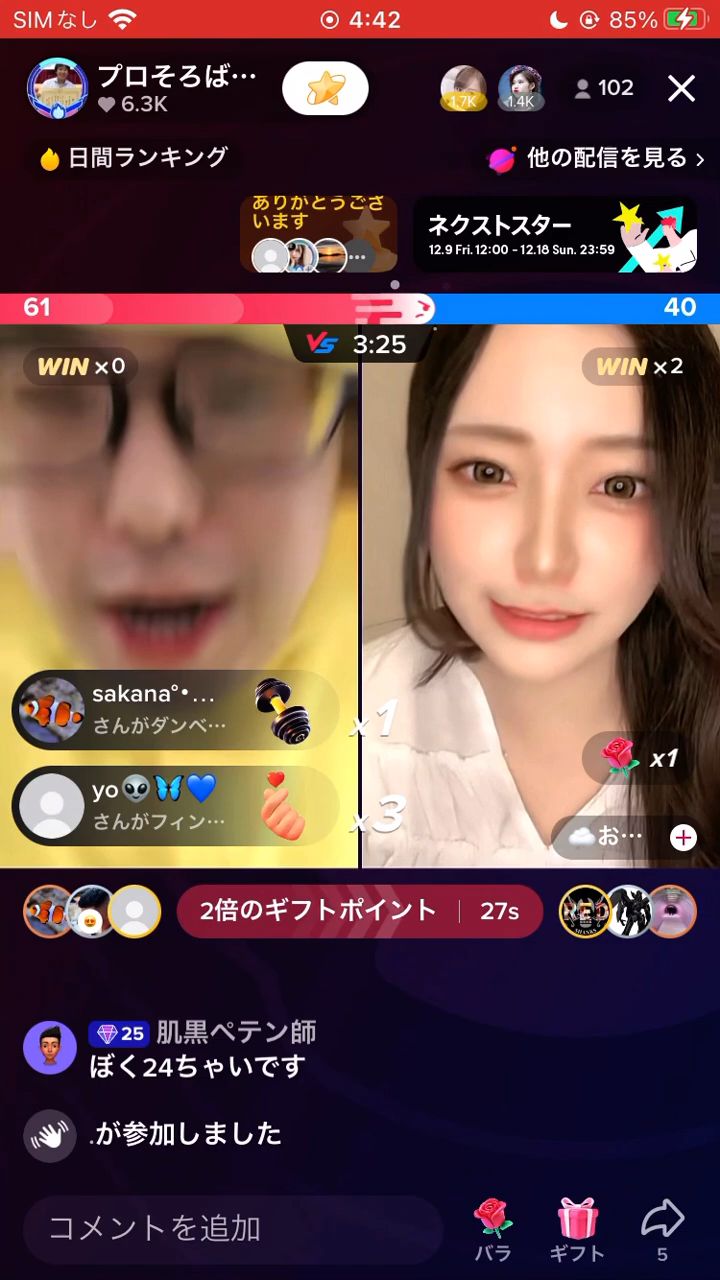 SIMなし 4:42 85%
プロそろば…
6.3K
1.7K 1.4K 102
日間ランキング 他の配信を見る
ありがとうござ
います
ネクストスター
12.9 Fri. 12:00 - 12.18 Sun. 23:59
61 40
VS 3:25
WIN x0 WIN x2
sakana°•…
さんがダンベ… x1
yo👽🦋💙
さんがフィン… x3
x1
☁️お…
2倍のギフトポイント 27s
RED
25 肌黒ペテン師
ぼく24ちゃいです
.が参加しました
コメントを追加
バラ ギフト 5